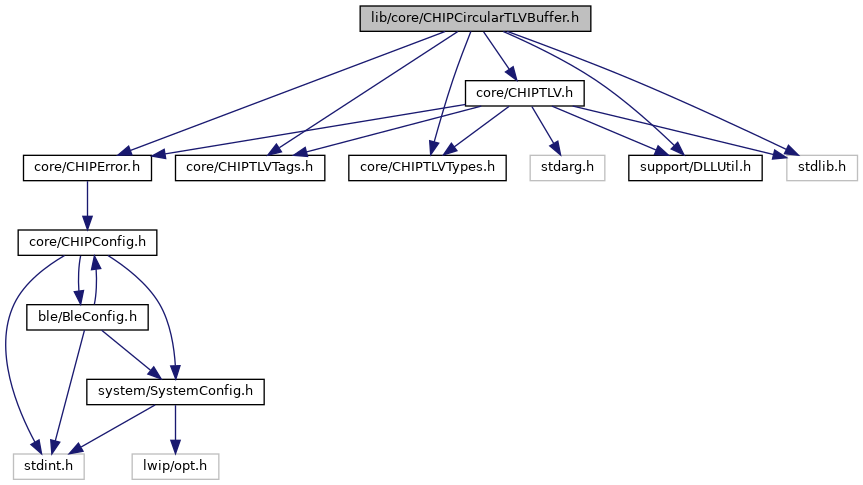 lib/core/CHIPCircularTLVBuffer.h
core/CHIPTLV.h
core/CHIPError.h
core/CHIPTLVTags.h
core/CHIPTLVTypes.h
stdarg.h
support/DLLUtil.h
stdlib.h
core/CHIPConfig.h
ble/BleConfig.h
system/SystemConfig.h
stdint.h
lwip/opt.h